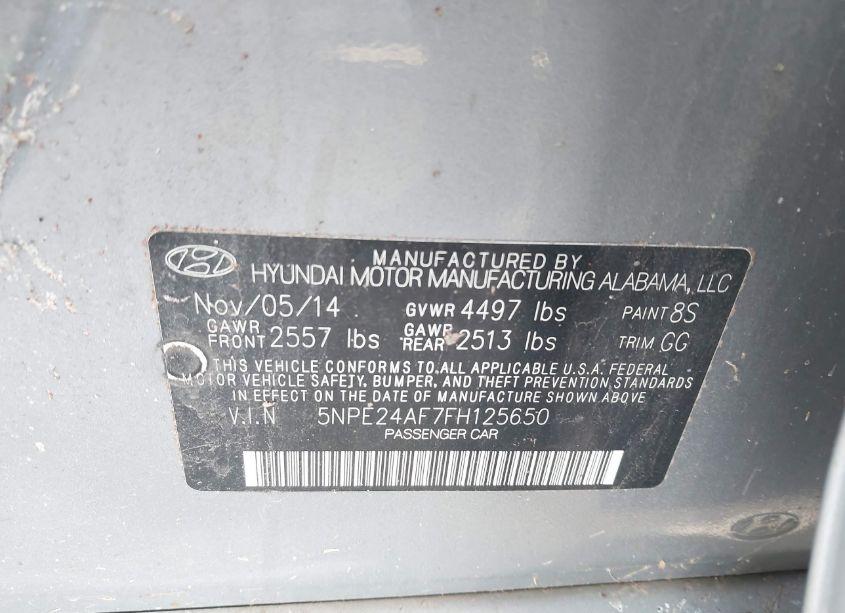 MANUFACTURED BY
HYUNDAI MOTOR MANUFACTURING ALABAMA, LLC
Nov/05/14 GVWR 4497 lbs PAINT 8S
GAWR FRONT 2557 lbs GAWR REAR 2513 lbs TRIM GG
THIS VEHICLE CONFORMS TO ALL APPLICABLE U.S.A. FEDERAL
MOTOR VEHICLE SAFETY, BUMPER, AND THEFT PREVENTION STANDARDS
IN EFFECT ON THE DATE OF MANUFACTURE SHOWN ABOVE
V.I.N 5NPE24AF7FH125650
PASSENGER CAR